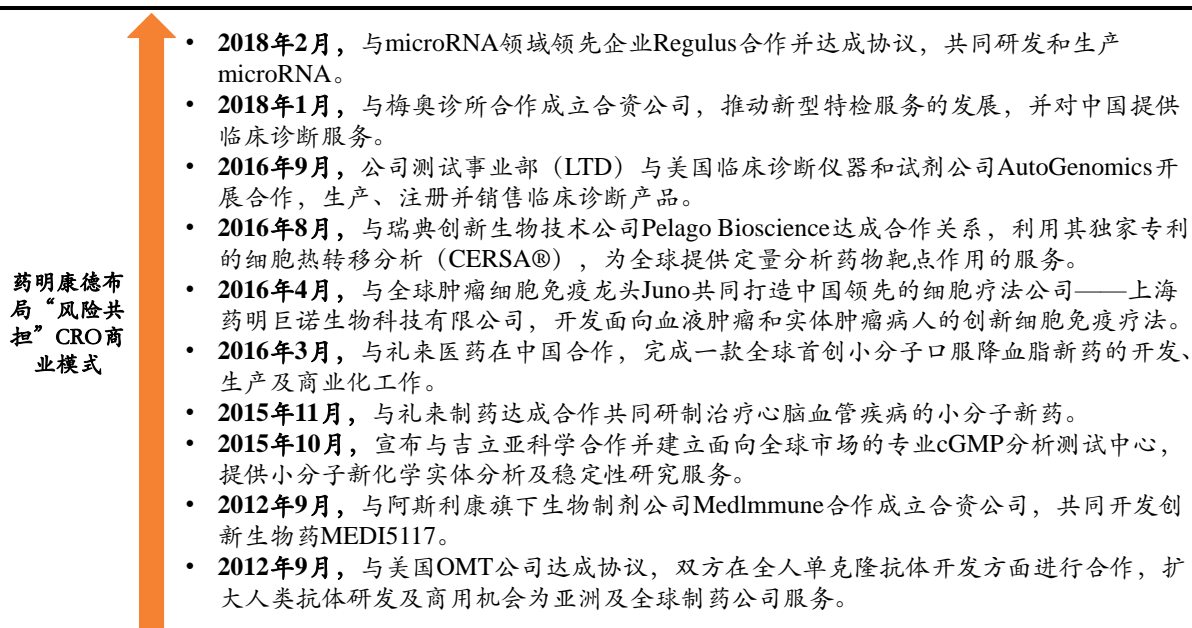 药明康德布
局“风险共
担”CRO商
业模式
• 2018年2月，与microRNA领域领先企业Regulus合作并达成协议，共同研发和生产
microRNA。
• 2018年1月，与梅奥诊所合作成立合资公司，推动新型特检服务的发展，并对中国提供
临床诊断服务。
• 2016年9月，公司测试事业部（LTD）与美国临床诊断仪器和试剂公司AutoGenomics开
展合作，生产、注册并销售临床诊断产品。
• 2016年8月，与瑞典创新生物技术公司Pelago Bioscience达成合作关系，利用其独家专利
的细胞热转移分析（CERSA®），为全球提供定量分析药物靶点作用的服务。
• 2016年4月，与全球肿瘤细胞免疫龙头Juno共同打造中国领先的细胞疗法公司——上海
药明巨诺生物科技有限公司，开发面向血液肿瘤和实体肿瘤病人的创新细胞免疫疗法。
• 2016年3月，与礼来医药在中国合作，完成一款全球首创小分子口服降血脂新药的开发、
生产及商业化工作。
• 2015年11月，与礼来制药达成合作共同研制治疗心脑血管疾病的小分子新药。
• 2015年10月，宣布与吉立亚科学合作并建立面向全球市场的专业cGMP分析测试中心，
提供小分子新化学实体分析及稳定性研究服务。
• 2012年9月，与阿斯利康旗下生物制剂公司Medlmmune合作成立合资公司，共同开发创
新生物药MEDI5117。
• 2012年9月，与美国OMT公司达成协议，双方在全人单克隆抗体开发方面进行合作，扩
大人类抗体研发及商用机会为亚洲及全球制药公司服务。